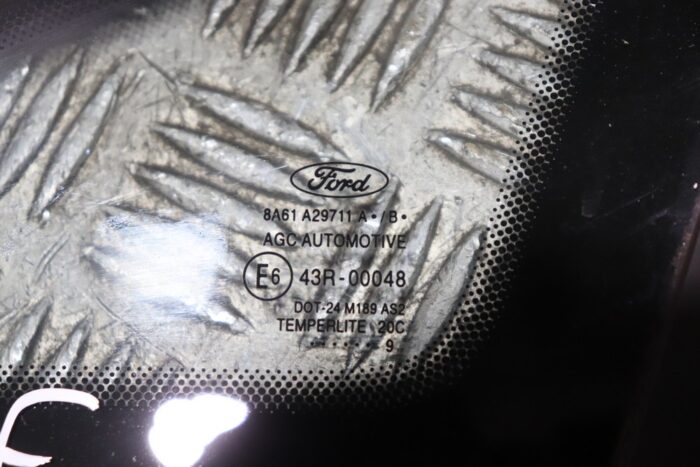 Ford
8A61 A29711 A• /B•
AGC AUTOMOTIVE
E6 43R-00048
DOT-24 M189 AS2
TEMPERLITE 20C
•••••• 9